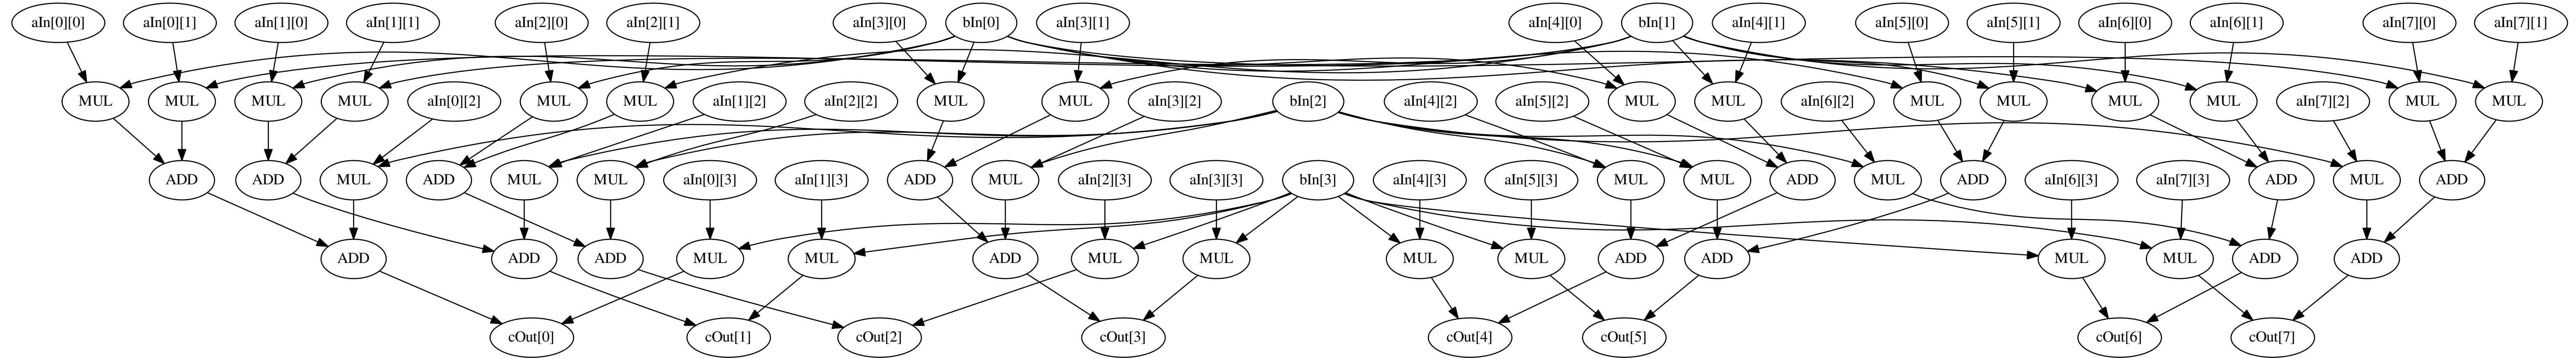 aIn[0][0] aIn[0][1] aIn[1][0] aIn[1][1] aIn[2][0] aIn[2][1] aIn[3][0] bIn[0] aIn[3][1] aIn[4][0] bIn[1] aIn[4][1] aIn[5][0] aIn[5][1] aIn[6][0] aIn[6][1] aIn[7][0] aIn[7][1]
MUL MUL MUL MUL aIn[0][2] MUL MUL aIn[1][2] aIn[2][2] MUL MUL aIn[3][2] bIn[2] aIn[4][2] aIn[5][2] MUL MUL aIn[6][2] MUL MUL MUL MUL aIn[7][2] MUL MUL
ADD ADD MUL ADD MUL MUL aIn[0][3] aIn[1][3] ADD MUL aIn[2][3] aIn[3][3] bIn[3] aIn[4][3] aIn[5][3] MUL MUL ADD MUL ADD aIn[6][3] aIn[7][3] ADD MUL ADD
ADD ADD ADD MUL MUL ADD MUL MUL MUL MUL ADD ADD MUL MUL ADD ADD
cOut[0] cOut[1] cOut[2] cOut[3] cOut[4] cOut[5] cOut[6] cOut[7]